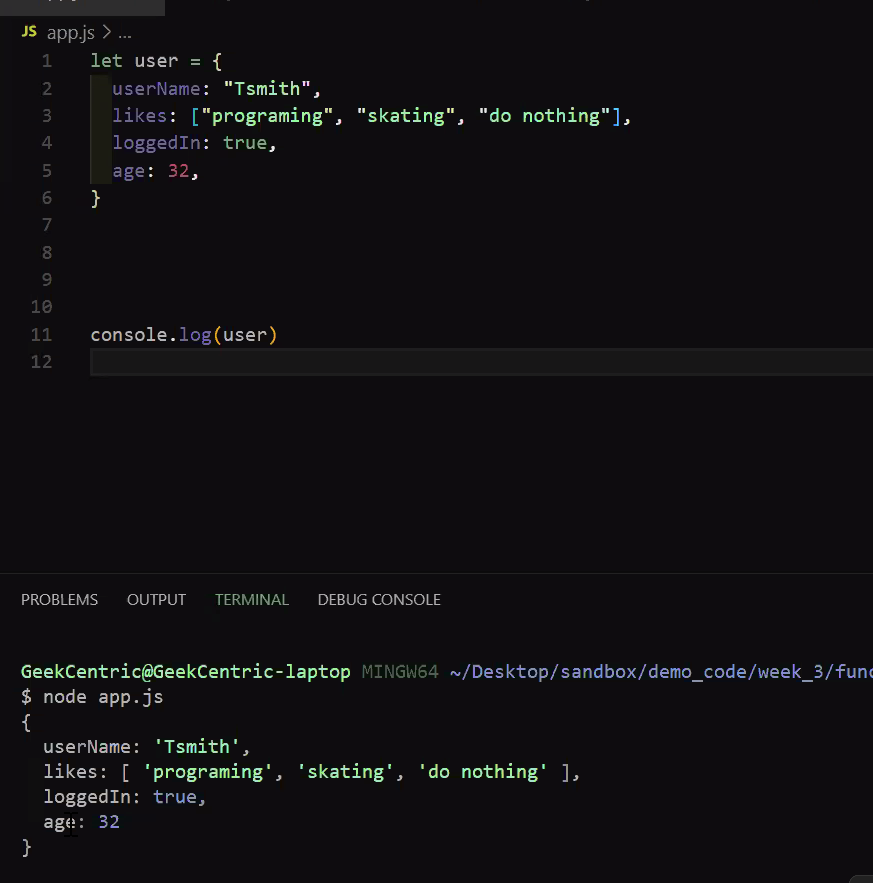 JS app.js > ...
1 let user = {
2 userName: "Tsmith",
3 likes: ["programing", "skating", "do nothing"],
4 loggedIn: true,
5 age: 32,
6 }
7
8
9
10
11 console.log(user)
12
PROBLEMS OUTPUT TERMINAL DEBUG CONSOLE
GeekCentric@GeekCentric-laptop MINGW64 ~/Desktop/sandbox/demo_code/week_3/func
$ node app.js
{
userName: 'Tsmith',
likes: [ 'programing', 'skating', 'do nothing' ],
loggedIn: true,
age: 32
}